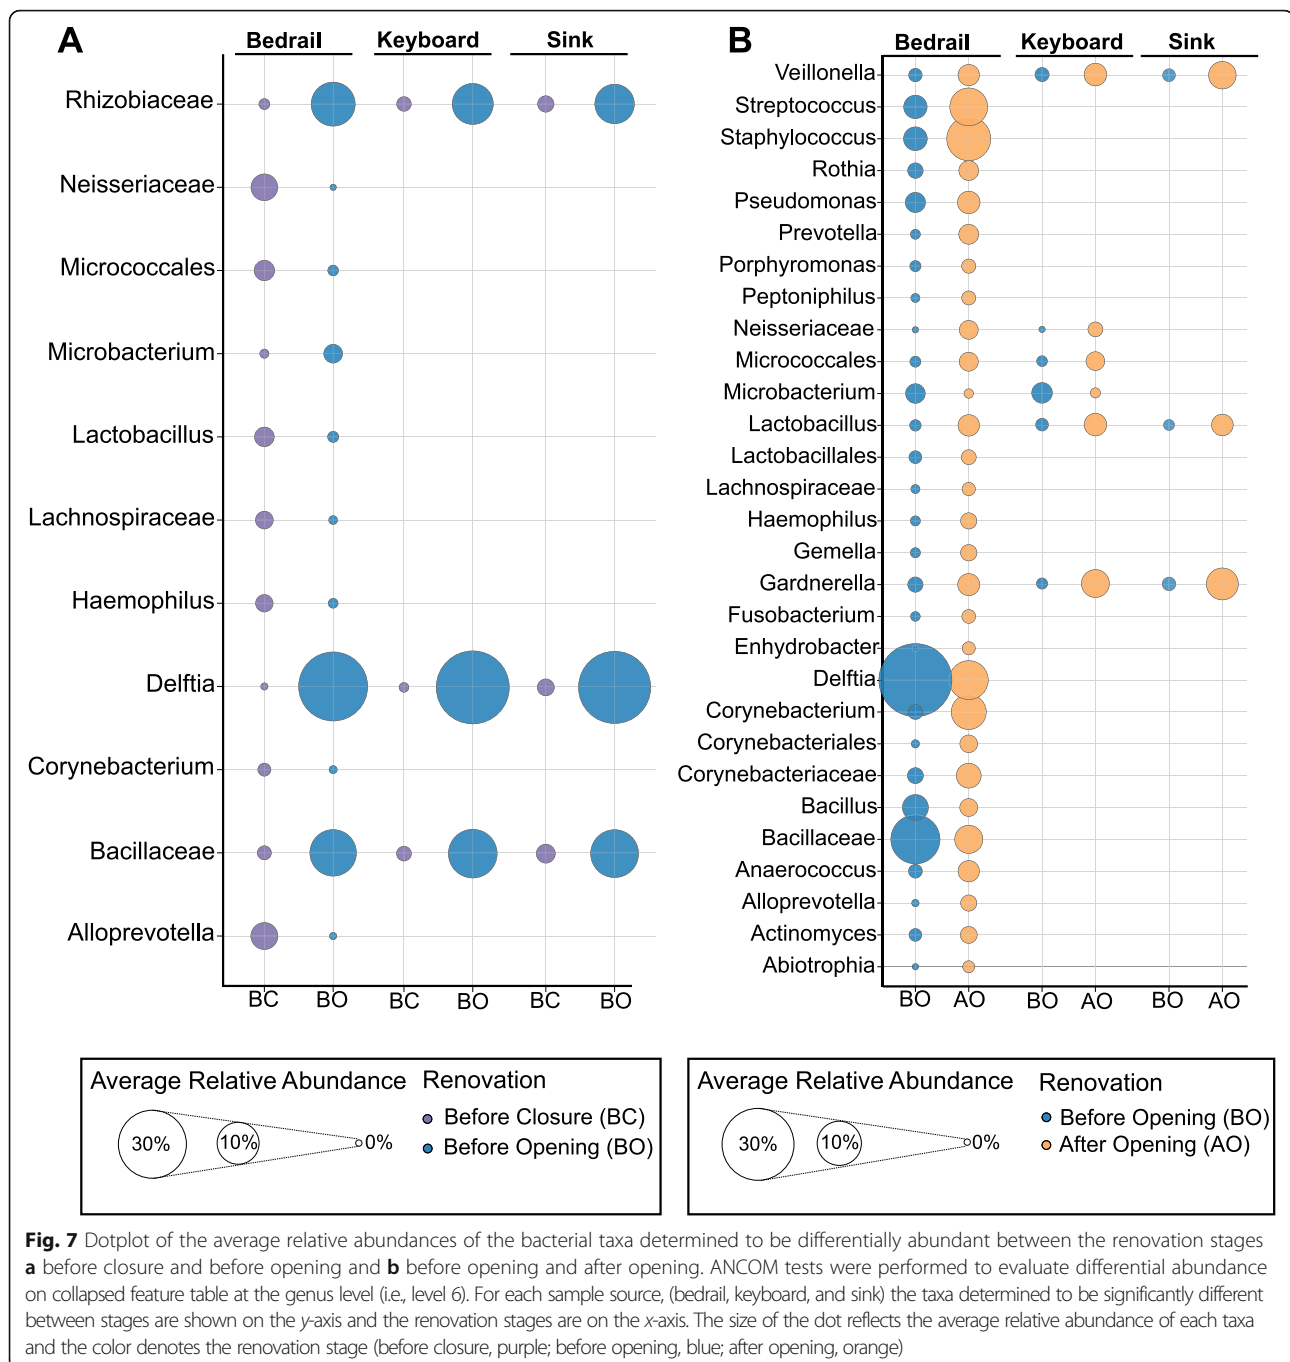 A
Bedrail Keyboard Sink
Rhizobiaceae
Neisseriaceae
Micrococcales
Microbacterium
Lactobacillus
Lachnospiraceae
Haemophilus
Delftia
Corynebacterium
Bacillaceae
Alloprevotella
BC BO BC BO BC BO
Average Relative Abundance
30% 10% 0%
Renovation
Before Closure (BC)
Before Opening (BO)
B
Bedrail Keyboard Sink
Veillonella
Streptococcus
Staphylococcus
Rothia
Pseudomonas
Prevotella
Porphyromonas
Peptoniphilus
Neisseriaceae
Micrococcales
Microbacterium
Lactobacillus
Lactobacillales
Lachnospiraceae
Haemophilus
Gemella
Gardnerella
Fusobacterium
Enhydrobacter
Delftia
Corynebacterium
Corynebacteriales
Corynebacteriaceae
Bacillus
Bacillaceae
Anaerococcus
Alloprevotella
Actinomyces
Abiotrophia
BO AO BO AO BO AO
Average Relative Abundance
30% 10% 0%
Renovation
Before Opening (BO)
After Opening (AO)
Fig. 7 Dotplot of the average relative abundances of the bacterial taxa determined to be differentially abundant between the renovation stages
a before closure and before opening and b before opening and after opening. ANCOM tests were performed to evaluate differential abundance
on collapsed feature table at the genus level (i.e., level 6). For each sample source, (bedrail, keyboard, and sink) the taxa determined to be significantly different
between stages are shown on the y-axis and the renovation stages are on the x-axis. The size of the dot reflects the average relative abundance of each taxa
and the color denotes the renovation stage (before closure, purple; before opening, blue; after opening, orange)